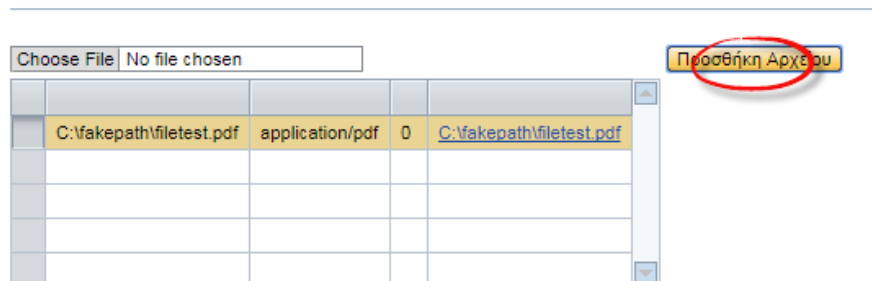 Choose File No file chosen Προσθήκη Αρχείου
C:\fakepath\filetest.pdf application/pdf 0 C:\fakepath\filetest.pdf